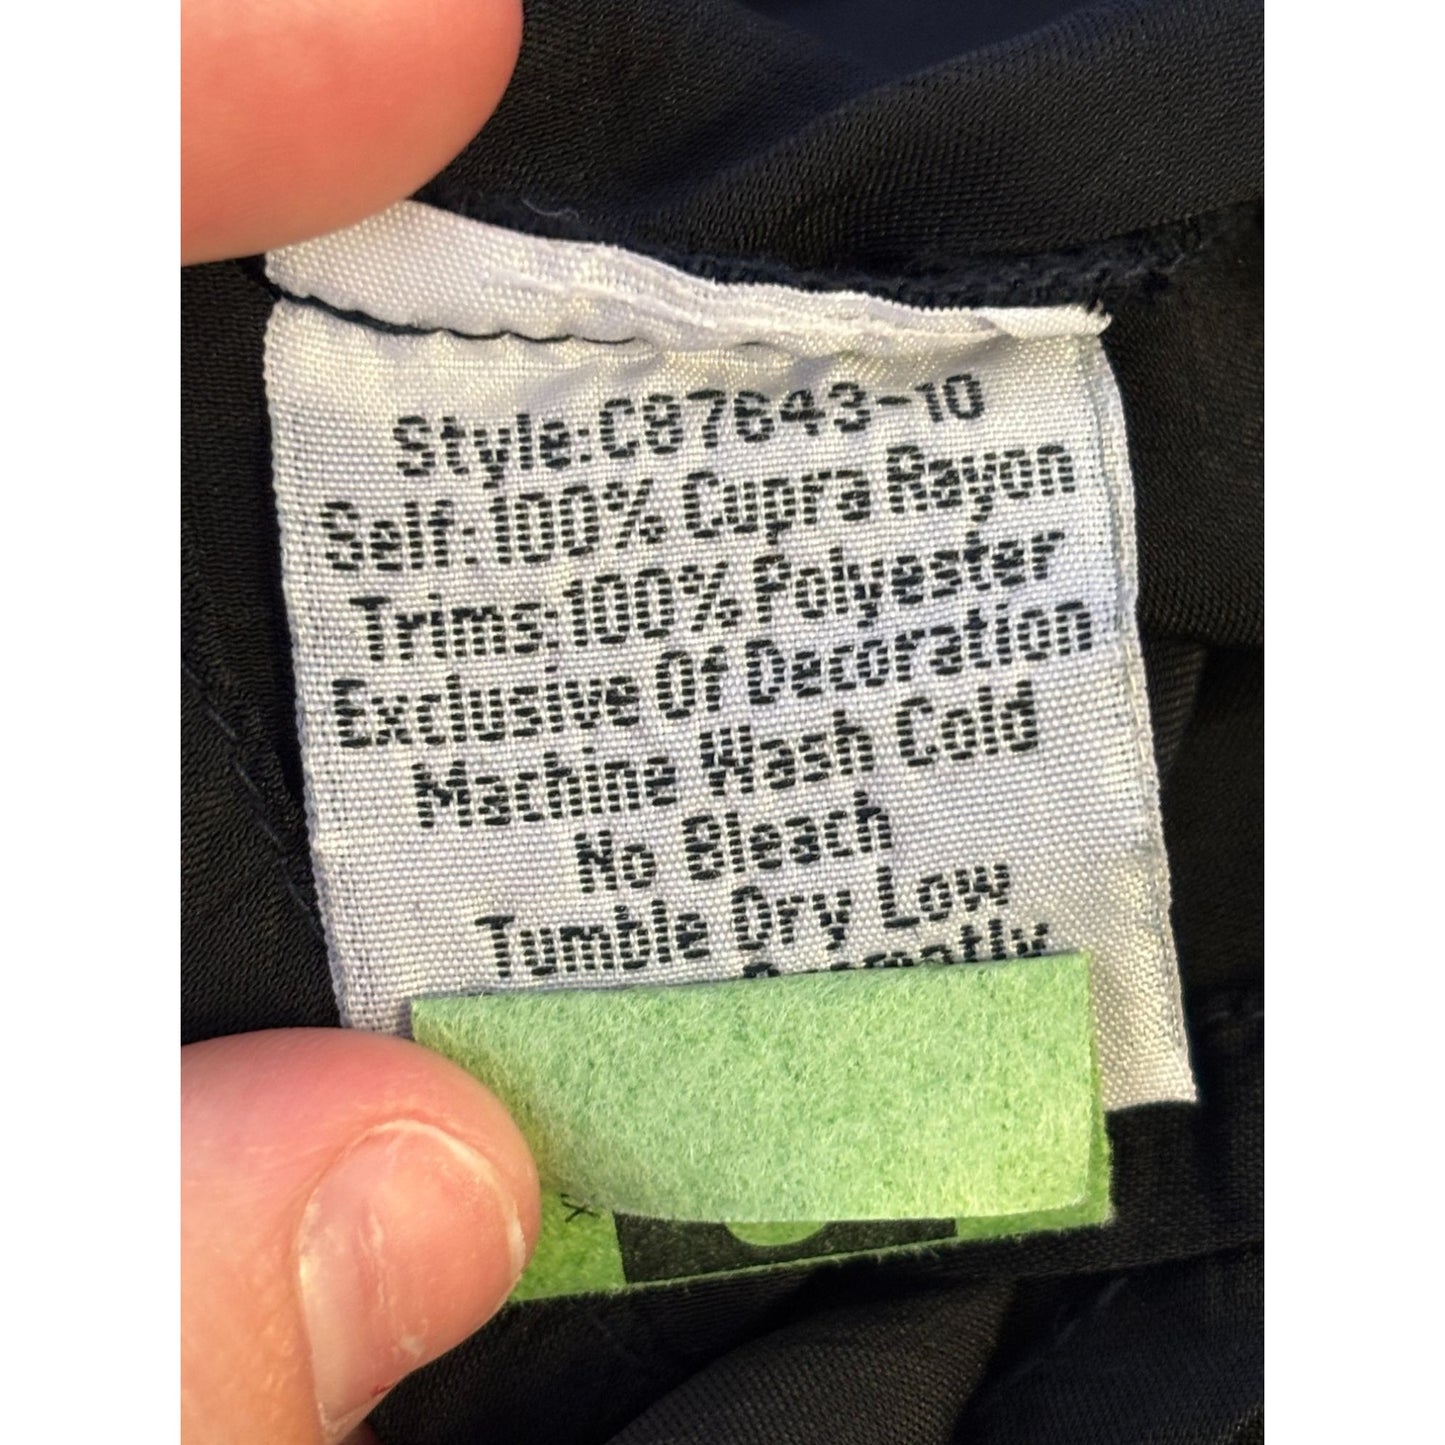 Style:C87643-10
Self:100% Cupra Rayon
Trims:100% Polyester
Exclusive Of Decoration
Machine Wash Cold
No Bleach
Tumble Dry Low